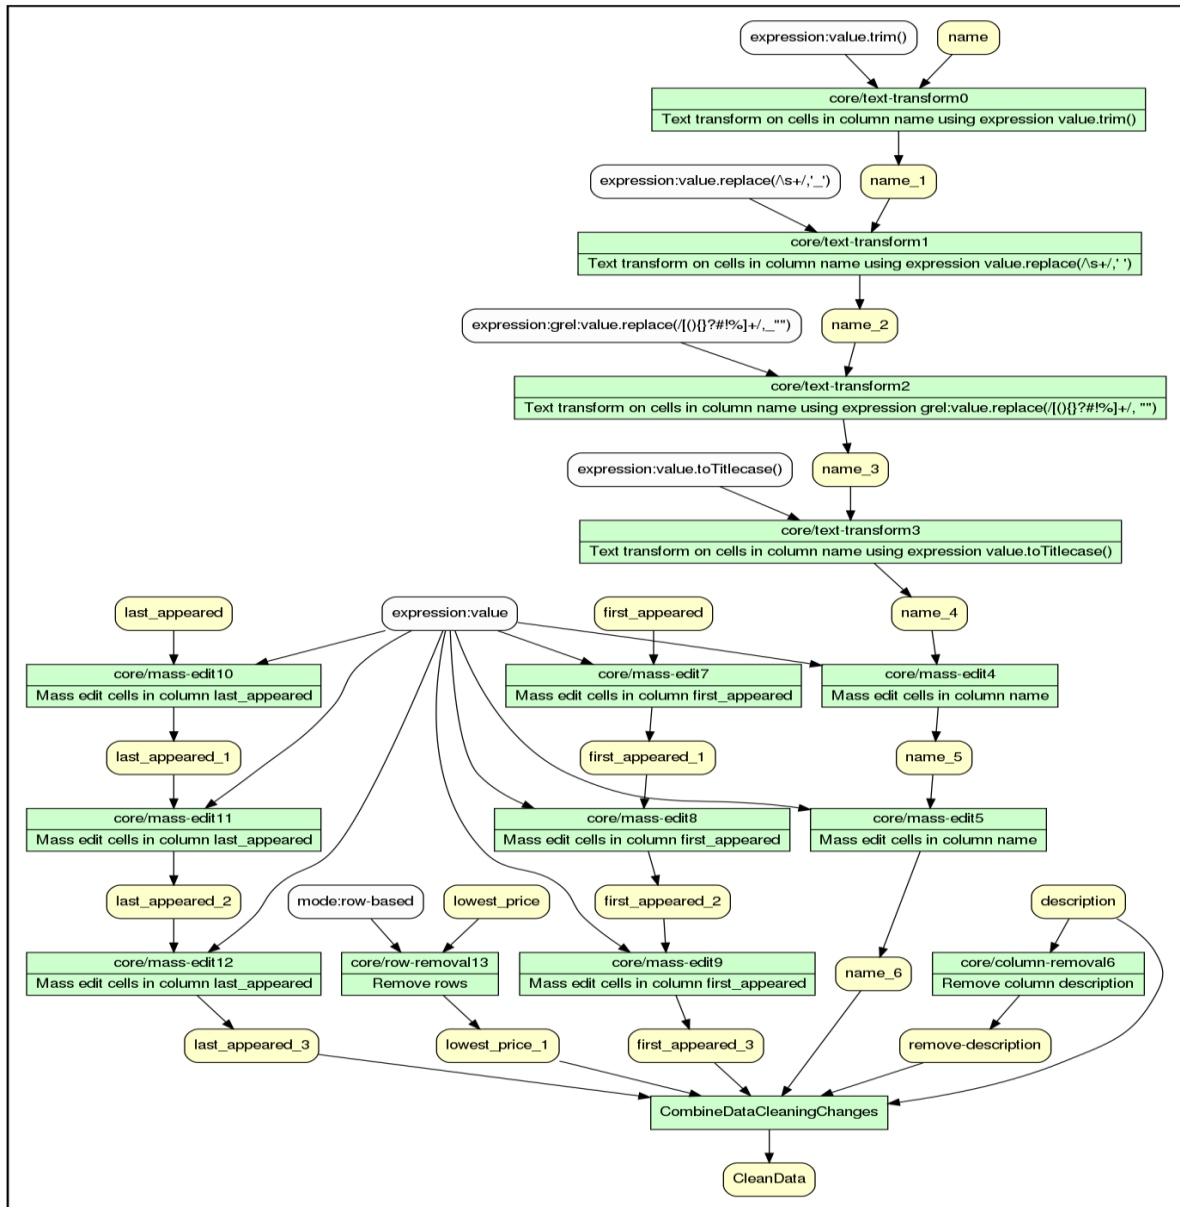 expression:value.trim()
name
core/text-transform0
Text transform on cells in column name using expression value.trim()
expression:value.replace(/\s+/,'_')
name_1
core/text-transform1
Text transform on cells in column name using expression value.replace(/\s+/,' ')
expression:grel:value.replace(/[(){}?#!%]+/,_"")
name_2
core/text-transform2
Text transform on cells in column name using expression grel:value.replace(/[(){}?#!%]+/, "")
expression:value.toTitlecase()
name_3
core/text-transform3
Text transform on cells in column name using expression value.toTitlecase()
last_appeared
expression:value
first_appeared
name_4
core/mass-edit10
Mass edit cells in column last_appeared
core/mass-edit7
Mass edit cells in column first_appeared
core/mass-edit4
Mass edit cells in column name
last_appeared_1
first_appeared_1
name_5
core/mass-edit11
Mass edit cells in column last_appeared
core/mass-edit8
Mass edit cells in column first_appeared
core/mass-edit5
Mass edit cells in column name
last_appeared_2
mode:row-based
lowest_price
first_appeared_2
description
core/mass-edit12
Mass edit cells in column last_appeared
core/row-removal13
Remove rows
core/mass-edit9
Mass edit cells in column first_appeared
name_6
core/column-removal6
Remove column description
last_appeared_3
lowest_price_1
first_appeared_3
remove-description
CombineDataCleaningChanges
CleanData